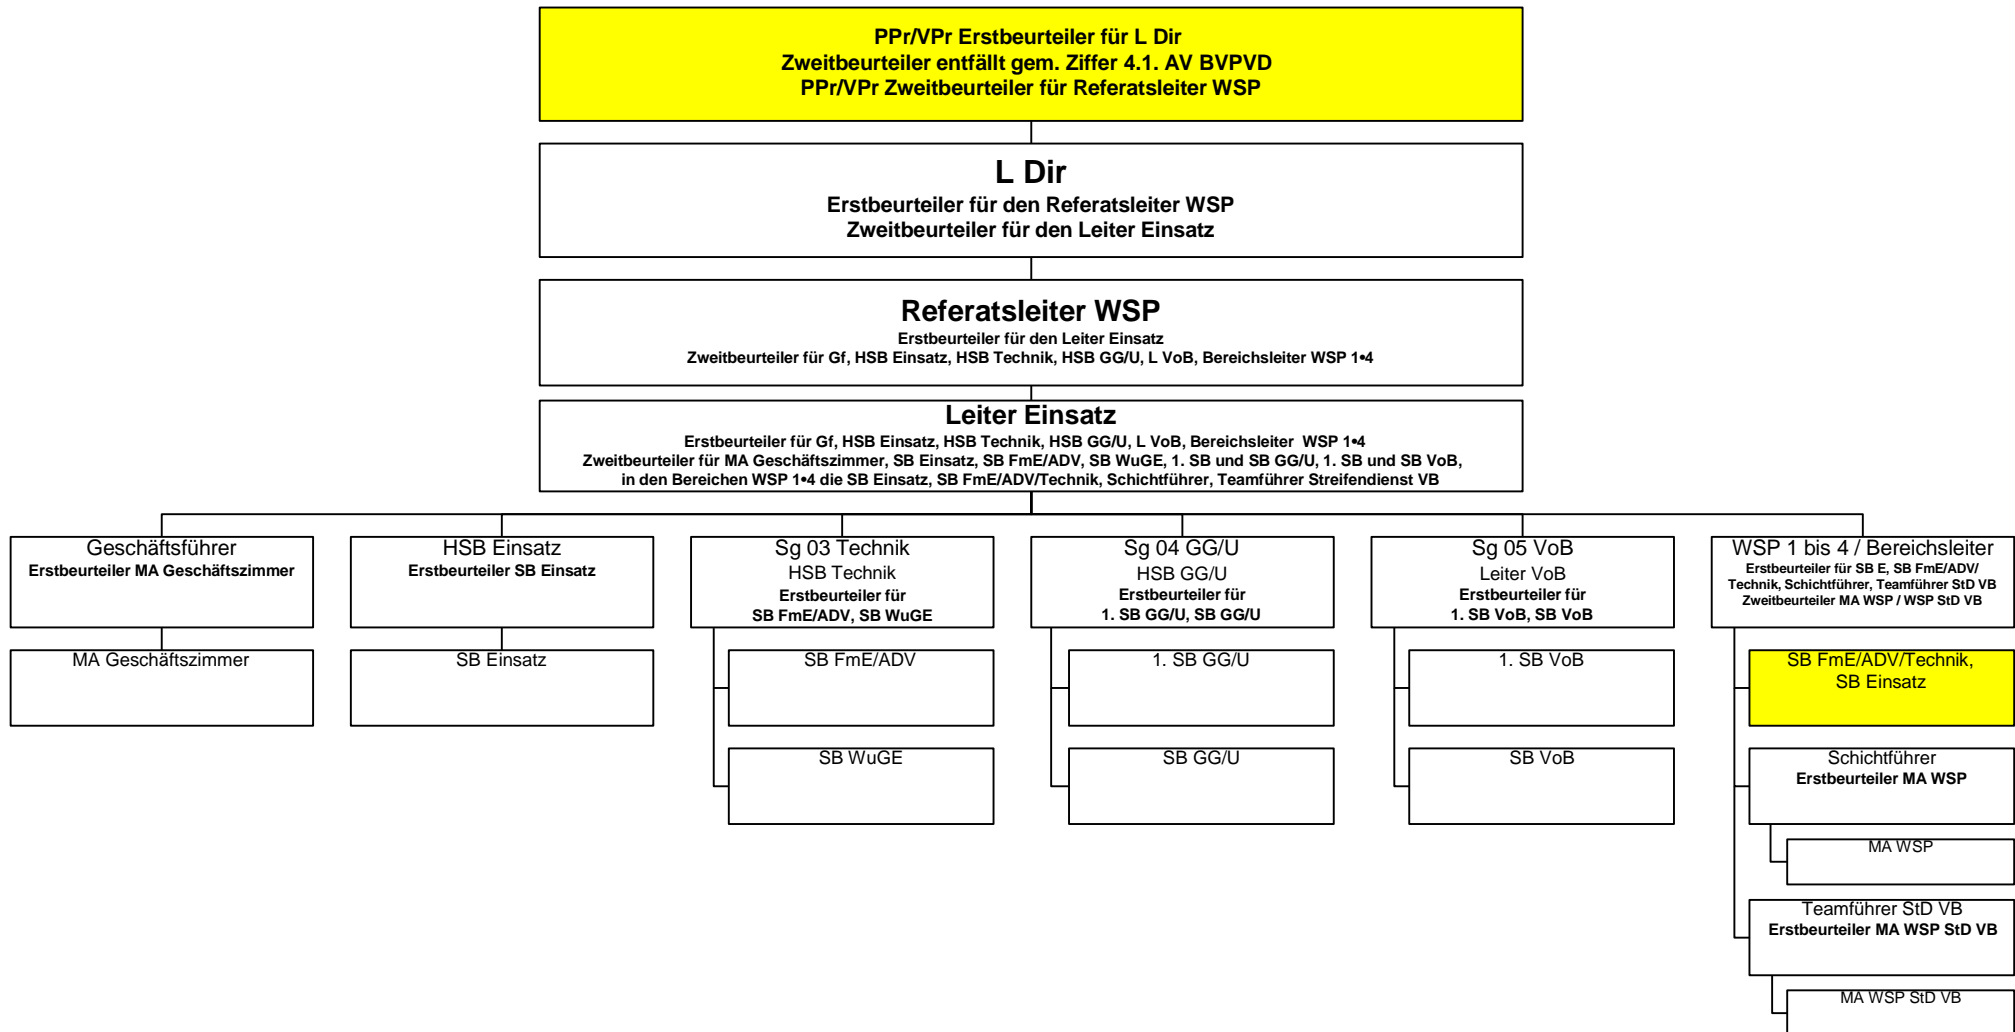 PPr/VPr Erstbeurteiler für L Dir
Zweitbeurteiler entfällt gem. Ziffer 4.1. AV BVPVD
PPr/VPr Zweitbeurteiler für Referatsleiter WSP
L Dir
Erstbeurteiler für den Referatsleiter WSP
Zweitbeurteiler für den Leiter Einsatz
Referatsleiter WSP
Erstbeurteiler für den Leiter Einsatz
Zweitbeurteiler für Gf, HSB Einsatz, HSB Technik, HSB GG/U, L VoB, Bereichsleiter WSP 1•4
Leiter Einsatz
Erstbeurteiler für Gf, HSB Einsatz, HSB Technik, HSB GG/U, L VoB, Bereichsleiter WSP 1•4
Zweitbeurteiler für MA Geschäftszimmer, SB Einsatz, SB FmE/ADV, SB WuGE, 1. SB und SB GG/U, 1. SB und SB VoB,
in den Bereichen WSP 1•4 die SB Einsatz, SB FmE/ADV/Technik, Schichtführer, Teamführer Streifendienst VB
Geschäftsführer
Erstbeurteiler MA Geschäftszimmer
MA Geschäftszimmer
HSB Einsatz
Erstbeurteiler SB Einsatz
SB Einsatz
Sg 03 Technik
HSB Technik
Erstbeurteiler für
SB FmE/ADV, SB WuGE
SB FmE/ADV
SB WuGE
Sg 04 GG/U
HSB GG/U
Erstbeurteiler für
1. SB GG/U, SB GG/U
1. SB GG/U
SB GG/U
Sg 05 VoB
Leiter VoB
Erstbeurteiler für
1. SB VoB, SB VoB
1. SB VoB
SB VoB
WSP 1 bis 4 / Bereichsleiter
Erstbeurteiler für SB E, SB FmE/ADV/
Technik, Schichtführer, Teamführer StD VB
Zweitbeurteiler MA WSP / WSP StD VB
SB FmE/ADV/Technik,
SB Einsatz
Schichtführer
Erstbeurteiler MA WSP
MA WSP
Teamführer StD VB
Erstbeurteiler MA WSP StD VB
MA WSP StD VB